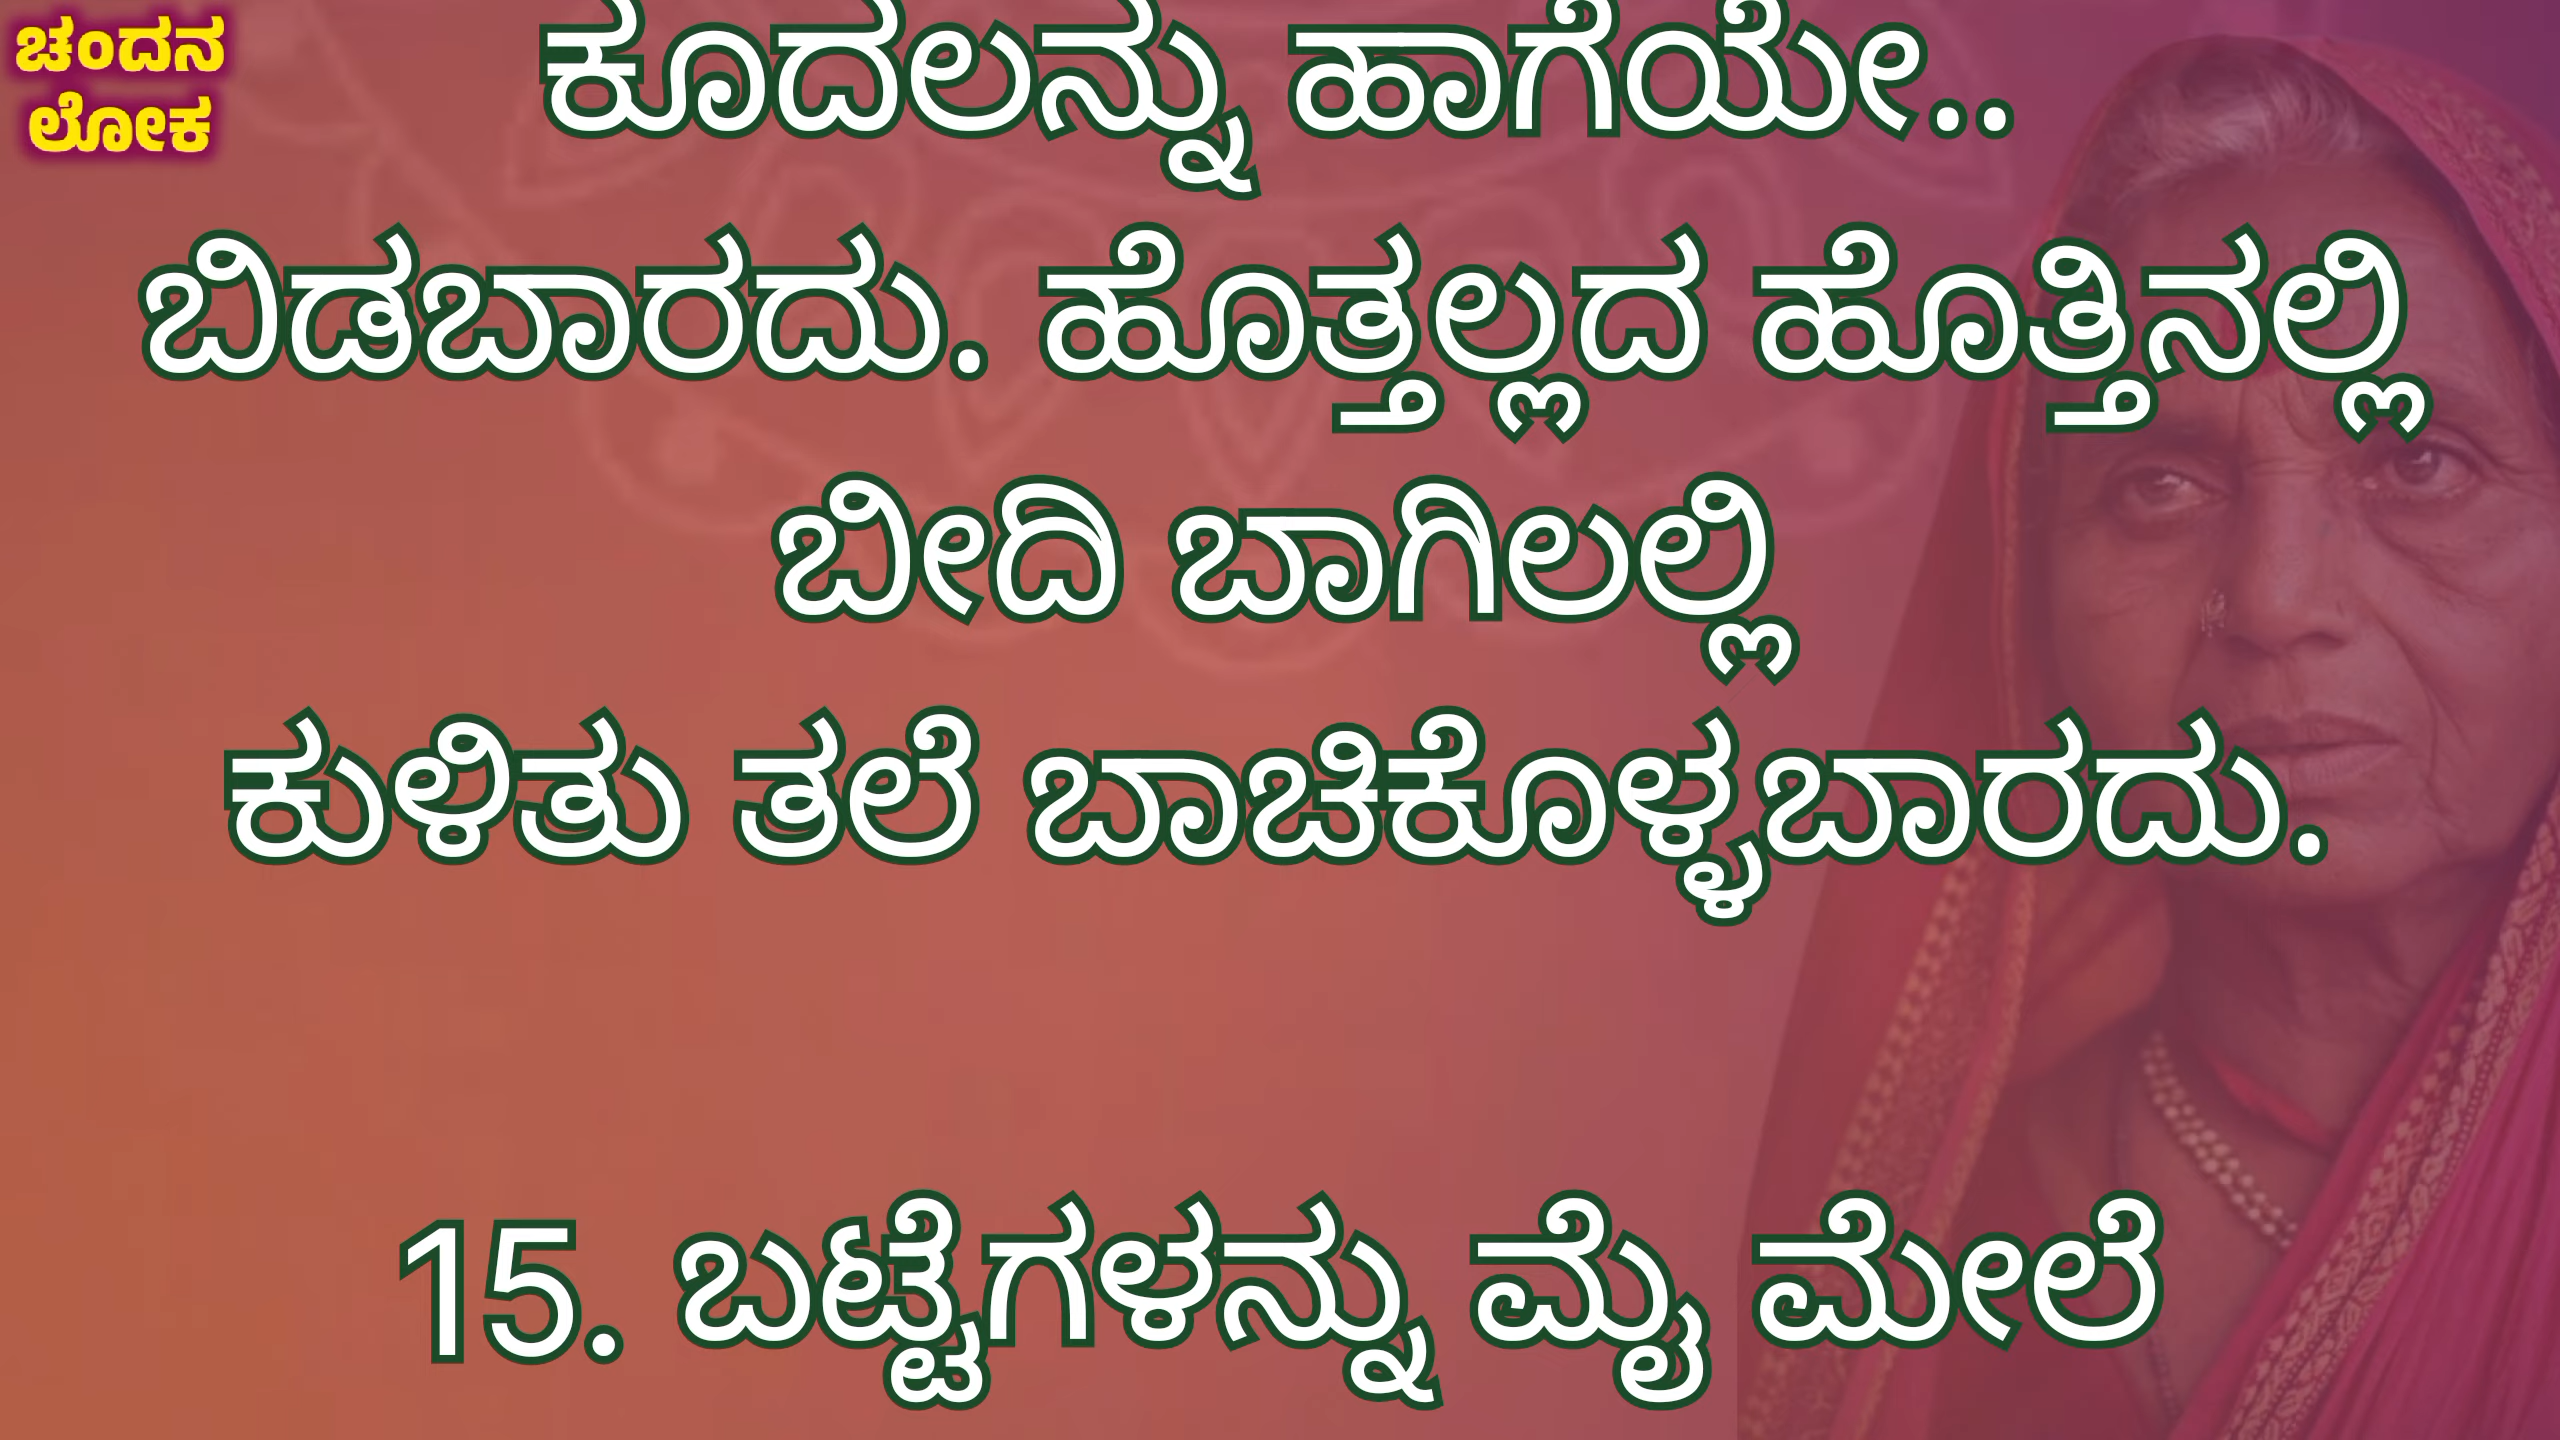 ಚಂದನ
ಲೋಕ
ಕೂದಲನ್ನು ಹಾಗೆಯೇ..
ಬಿಡಬಾರದು. ಹೊತ್ತಲ್ಲದ ಹೊತ್ತಿನಲ್ಲಿ
ಬೀದಿ ಬಾಗಿಲಲ್ಲಿ
ಕುಳಿತು ತಲೆ ಬಾಚಿಕೊಳ್ಳಬಾರದು.
15. ಬಟ್ಟೆಗಳನ್ನು ಮೈ ಮೇಲೆ